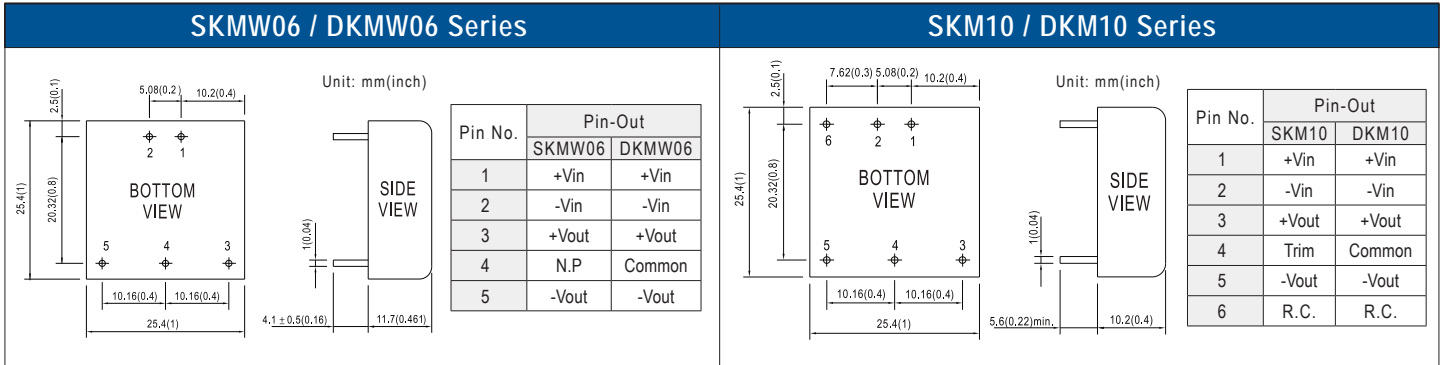 SKMW06 / DKMW06 Series
Unit: mm(inch)
2.5(0.1)
5.08(0.2)
10.2(0.4)
25.4(1)
20.32(0.8)
2
1
BOTTOM
VIEW
5
4
3
10.16(0.4)
10.16(0.4)
25.4(1)
SIDE
VIEW
1(0.04)
4.1±0.5(0.16)
11.7(0.461)
Pin No. Pin-Out
SKMW06 DKMW06
1 +Vin +Vin
2 -Vin -Vin
3 +Vout +Vout
4 N.P Common
5 -Vout -Vout
SKM10 / DKM10 Series
Unit: mm(inch)
2.5(0.1)
7.62(0.3)
5.08(0.2)
10.2(0.4)
25.4(1)
20.32(0.8)
6
2
1
BOTTOM
VIEW
5
4
3
10.16(0.4)
10.16(0.4)
25.4(1)
SIDE
VIEW
1(0.04)
5.6(0.22)min.
10.2(0.4)
Pin No. Pin-Out
SKM10 DKM10
1 +Vin +Vin
2 -Vin -Vin
3 +Vout +Vout
4 Trim Common
5 -Vout -Vout
6 R.C. R.C.